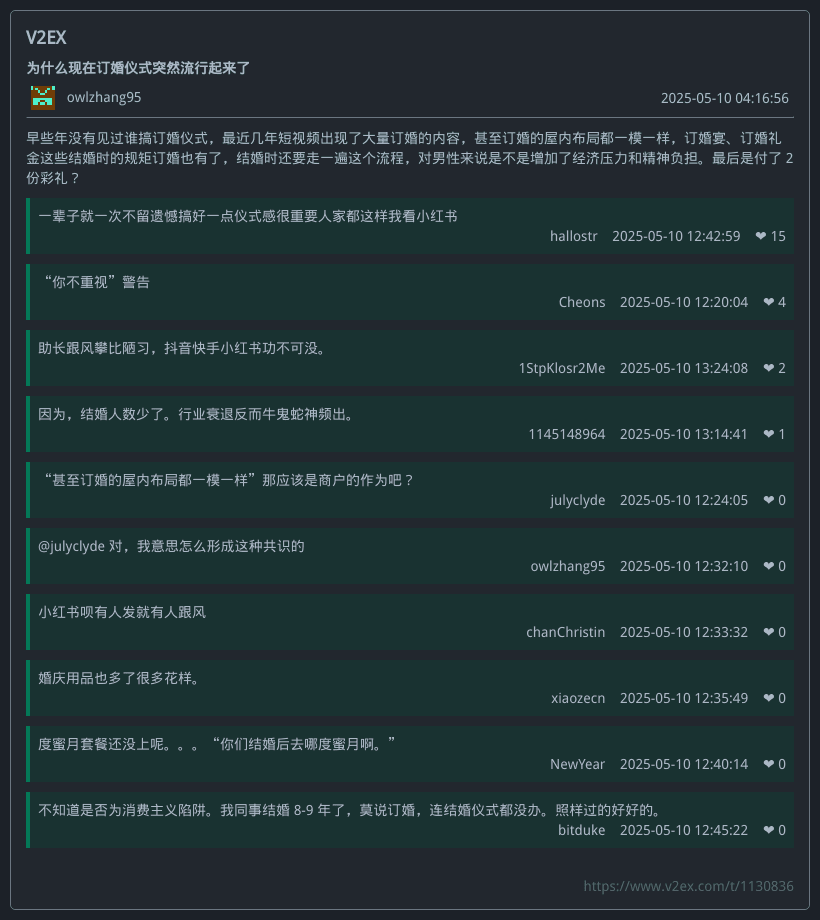 V2EX
为什么现在订婚仪式突然流行起来了
owlzhang95 2025-05-10 04:16:56
早些年没有见过谁搞订婚仪式，最近几年短视频出现了大量订婚的内容，甚至订婚的屋内布局都一模一样，订婚宴、订婚礼
金这些结婚时的规矩订婚也有了，结婚时还要走一遍这个流程，对男性来说是不是增加了经济压力和精神负担。最后是付了 2
份彩礼？
一辈子就一次不留遗憾搞好一点仪式感很重要人家都这样我看小红书
hallostr 2025-05-10 12:42:59 ❤ 15
“你不重视”警告
Cheons 2025-05-10 12:20:04 ❤ 4
助长跟风攀比陋习，抖音快手小红书功不可没。
1StpKlosr2Me 2025-05-10 13:24:08 ❤ 2
因为，结婚人数少了。行业衰退反而牛鬼蛇神频出。
1145148964 2025-05-10 13:14:41 ❤ 1
“甚至订婚的屋内布局都一模一样”那应该是商户的作为吧？
julyclyde 2025-05-10 12:24:05 ❤ 0
@julyclyde 对，我意思怎么形成这种共识的
owlzhang95 2025-05-10 12:32:10 ❤ 0
小红书呗有人发就有人跟风
chanChristin 2025-05-10 12:33:32 ❤ 0
婚庆用品也多了很多花样。
xiaozecn 2025-05-10 12:35:49 ❤ 0
度蜜月套餐还没上呢。。。“你们结婚后去哪度蜜月啊。”
NewYear 2025-05-10 12:40:14 ❤ 0
不知道是否为消费主义陷阱。我同事结婚 8-9 年了，莫说订婚，连结婚仪式都没办。照样过的好好的。
bitduke 2025-05-10 12:45:22 ❤ 0
https://www.v2ex.com/t/1130836